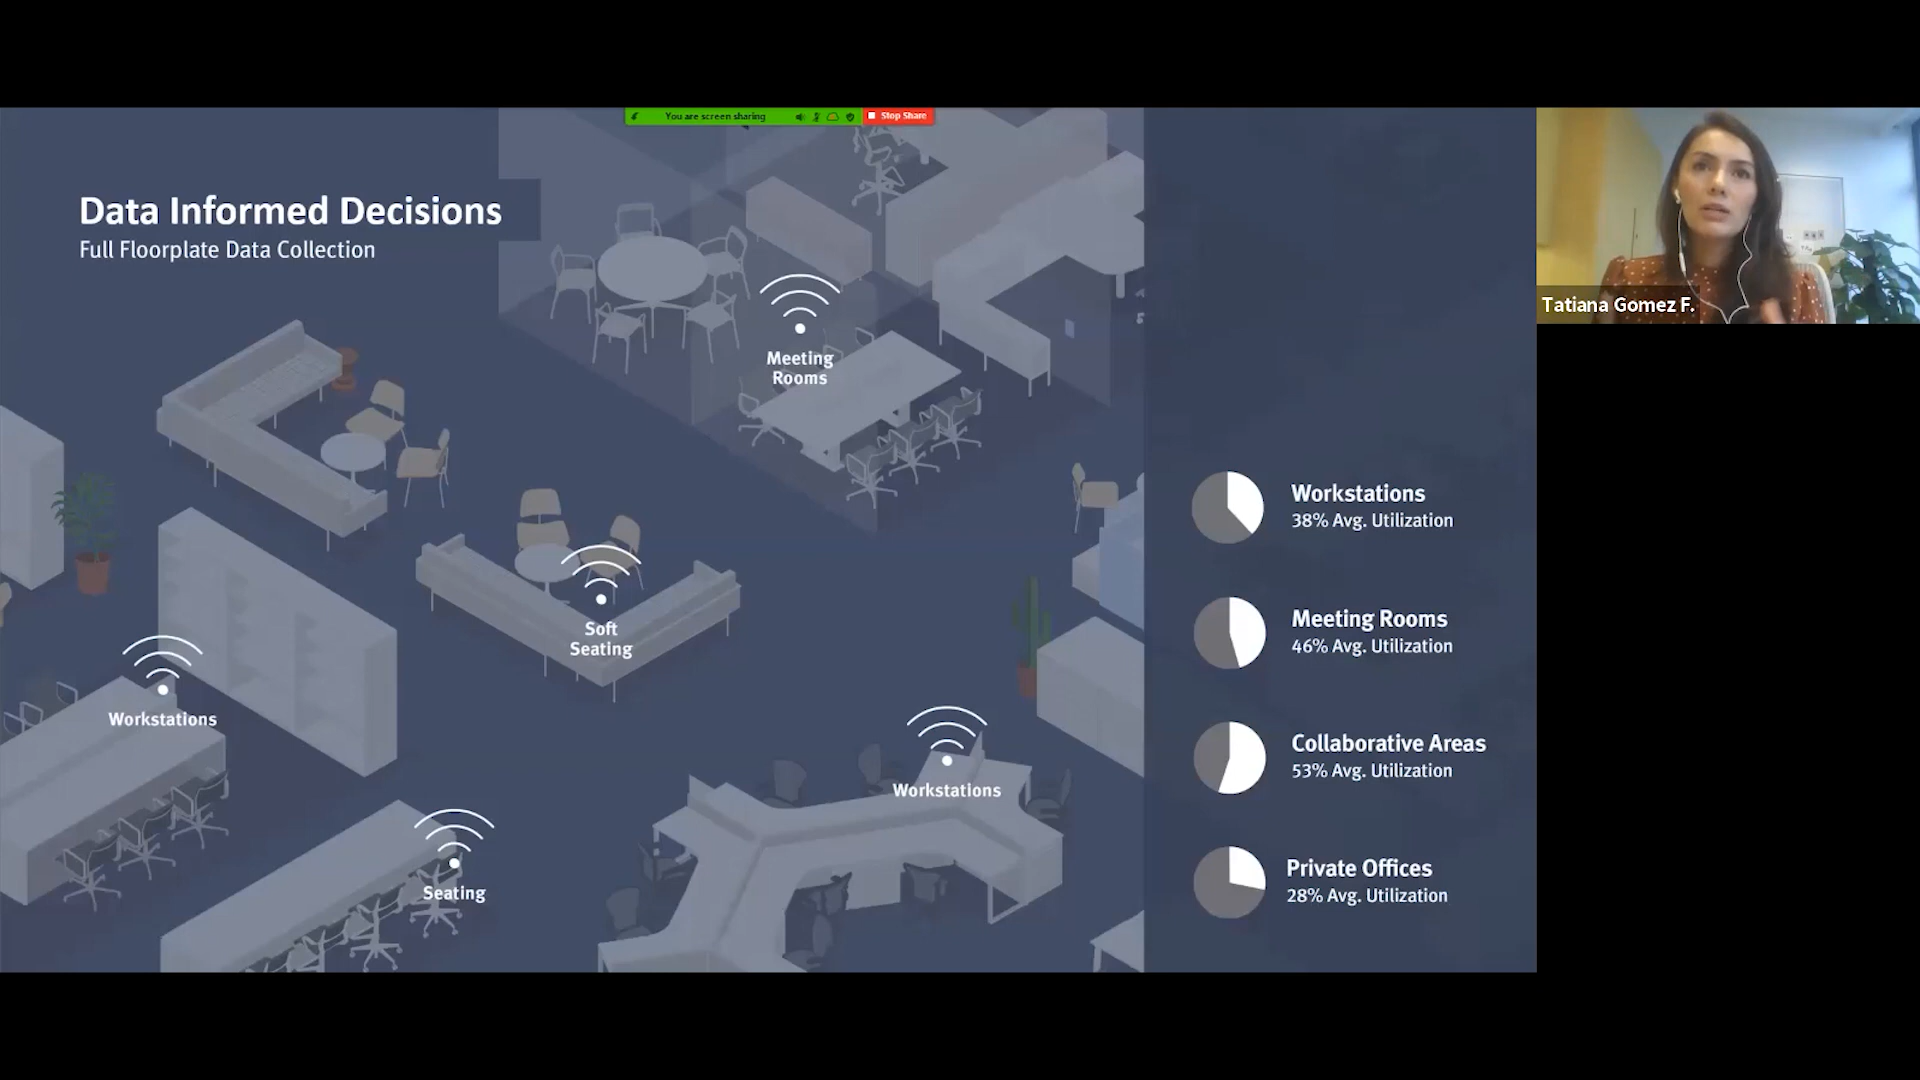 You are screen sharing
Stop Share
Data Informed Decisions
Full Floorplate Data Collection
Tatiana Gomez F.
Meeting
Rooms
Soft
Seating
Workstations
Workstations
Seating
Workstations
38% Avg. Utilization
Meeting Rooms
46% Avg. Utilization
Collaborative Areas
53% Avg. Utilization
Private Offices
28% Avg. Utilization